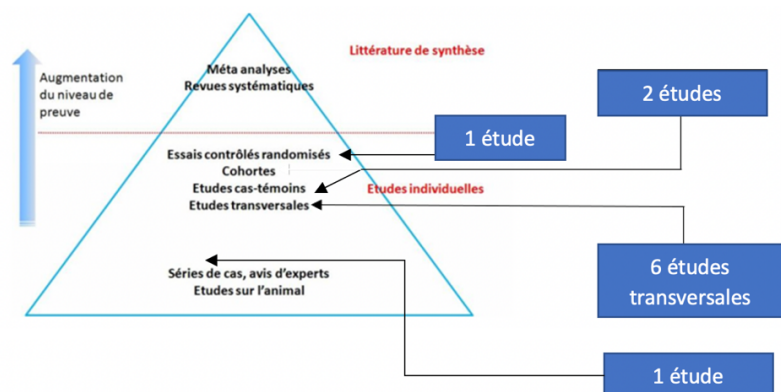 Littérature de synthèse
Méta analyses
Revues systématiques
Augmentation
du niveau de
preuve
2 études
1 étude
Essais contrôlés randomisés
Cohortes
Etudes cas-témoins
Etudes individuelles
Etudes transversales
6 études
transversales
Séries de cas, avis d'experts
Etudes sur l'animal
1 étude